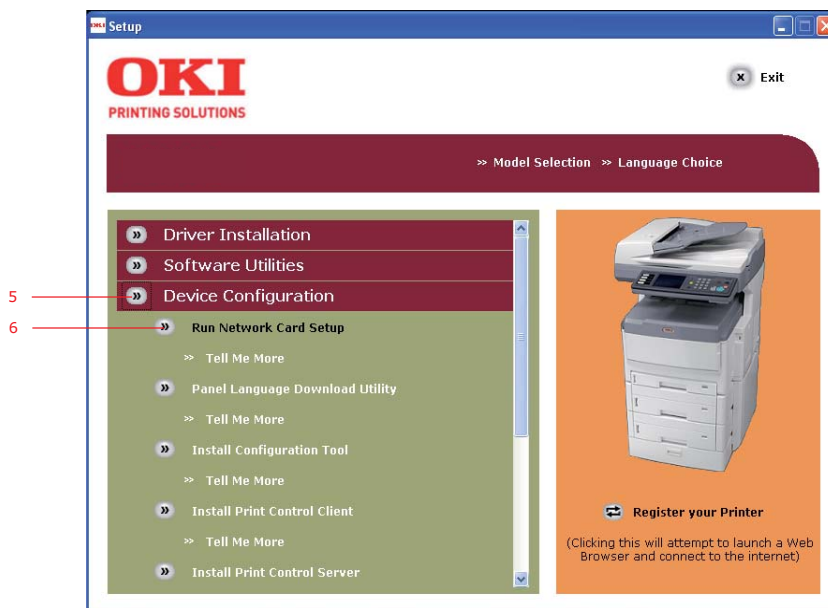 OKI Setup
OKI
PRINTING SOLUTIONS
x Exit
» Model Selection » Language Choice
» Driver Installation
» Software Utilities
5 » Device Configuration
6 » Run Network Card Setup
» Tell Me More
» Panel Language Download Utility
» Tell Me More
» Install Configuration Tool
» Tell Me More
» Install Print Control Client
» Tell Me More
» Install Print Control Server
Register your Printer
(Clicking this will attempt to launch a Web
Browser and connect to the internet)